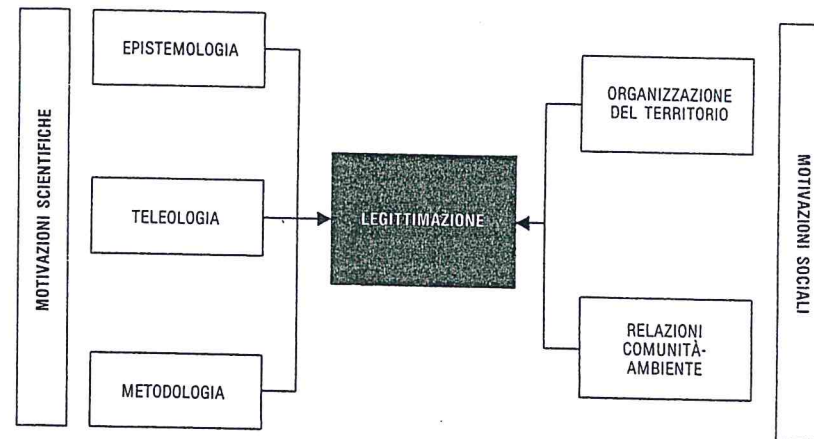 MOTIVAZIONI SCIENTIFICHE
EPISTEMOLOGIA
TELEOLOGIA
METODOLOGIA
LEGITTIMAZIONE
ORGANIZZAZIONE
DEL TERRITORIO
RELAZIONI
COMUNITÀ-
AMBIENTE
MOTIVAZIONI SOCIALI